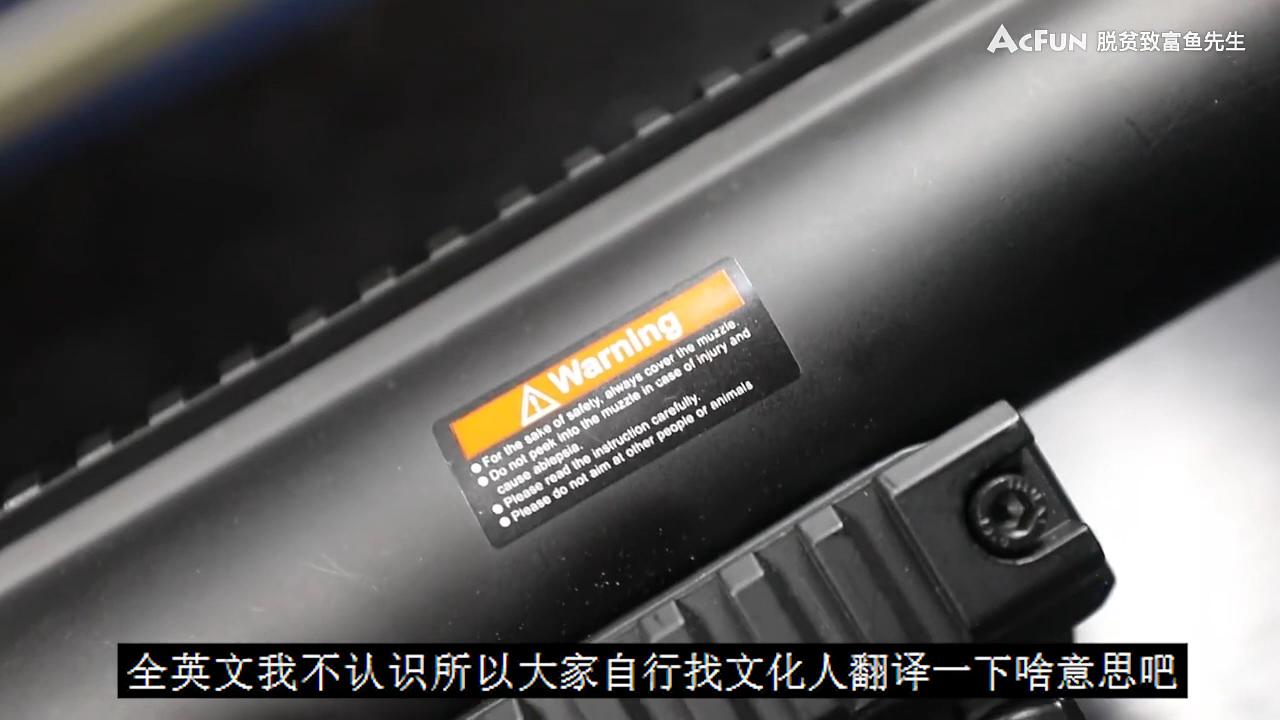 ACFUN 脱贫致富鱼先生
Warning
● For the sake of safety, always cover the muzzle.
● Do not peek into the muzzle in case of injury and
cause ablepsia.
● Please read the instruction carefully.
● Please do not aim at other people or animals
全英文我不认识所以大家自行找文化人翻译一下啥意思吧